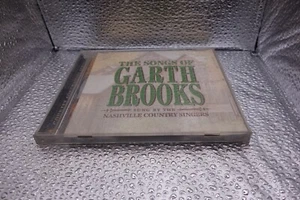 THE SONGS OF
GARTH
BROOKS
NASHVILLE COUNTRY SINGERS